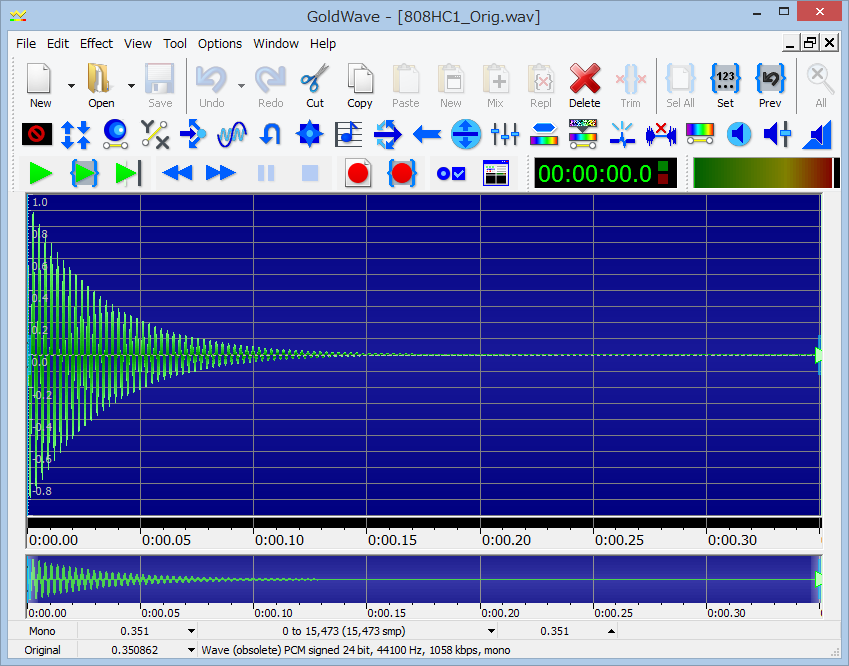 GoldWave - [808HC1_Orig.wav]
File Edit Effect View Tool Options Window Help
New Open Save Undo Redo Cut Copy Paste New Mix Repl Delete Trim Sel All Set Prev All
123
00:00:00.0
1.0
0.8
0.6
0.4
0.2
0.0
-0.2
-0.4
-0.6
-0.8
0:00.00 0:00.05 0:00.10 0:00.15 0:00.20 0:00.25 0:00.30
0:00.00 0:00.05 0:00.10 0:00.15 0:00.20 0:00.25 0:00.30
Mono 0.351 0 to 15,473 (15,473 smp) 0.351
Original 0.350862 Wave (obsolete) PCM signed 24 bit, 44100 Hz, 1058 kbps, mono